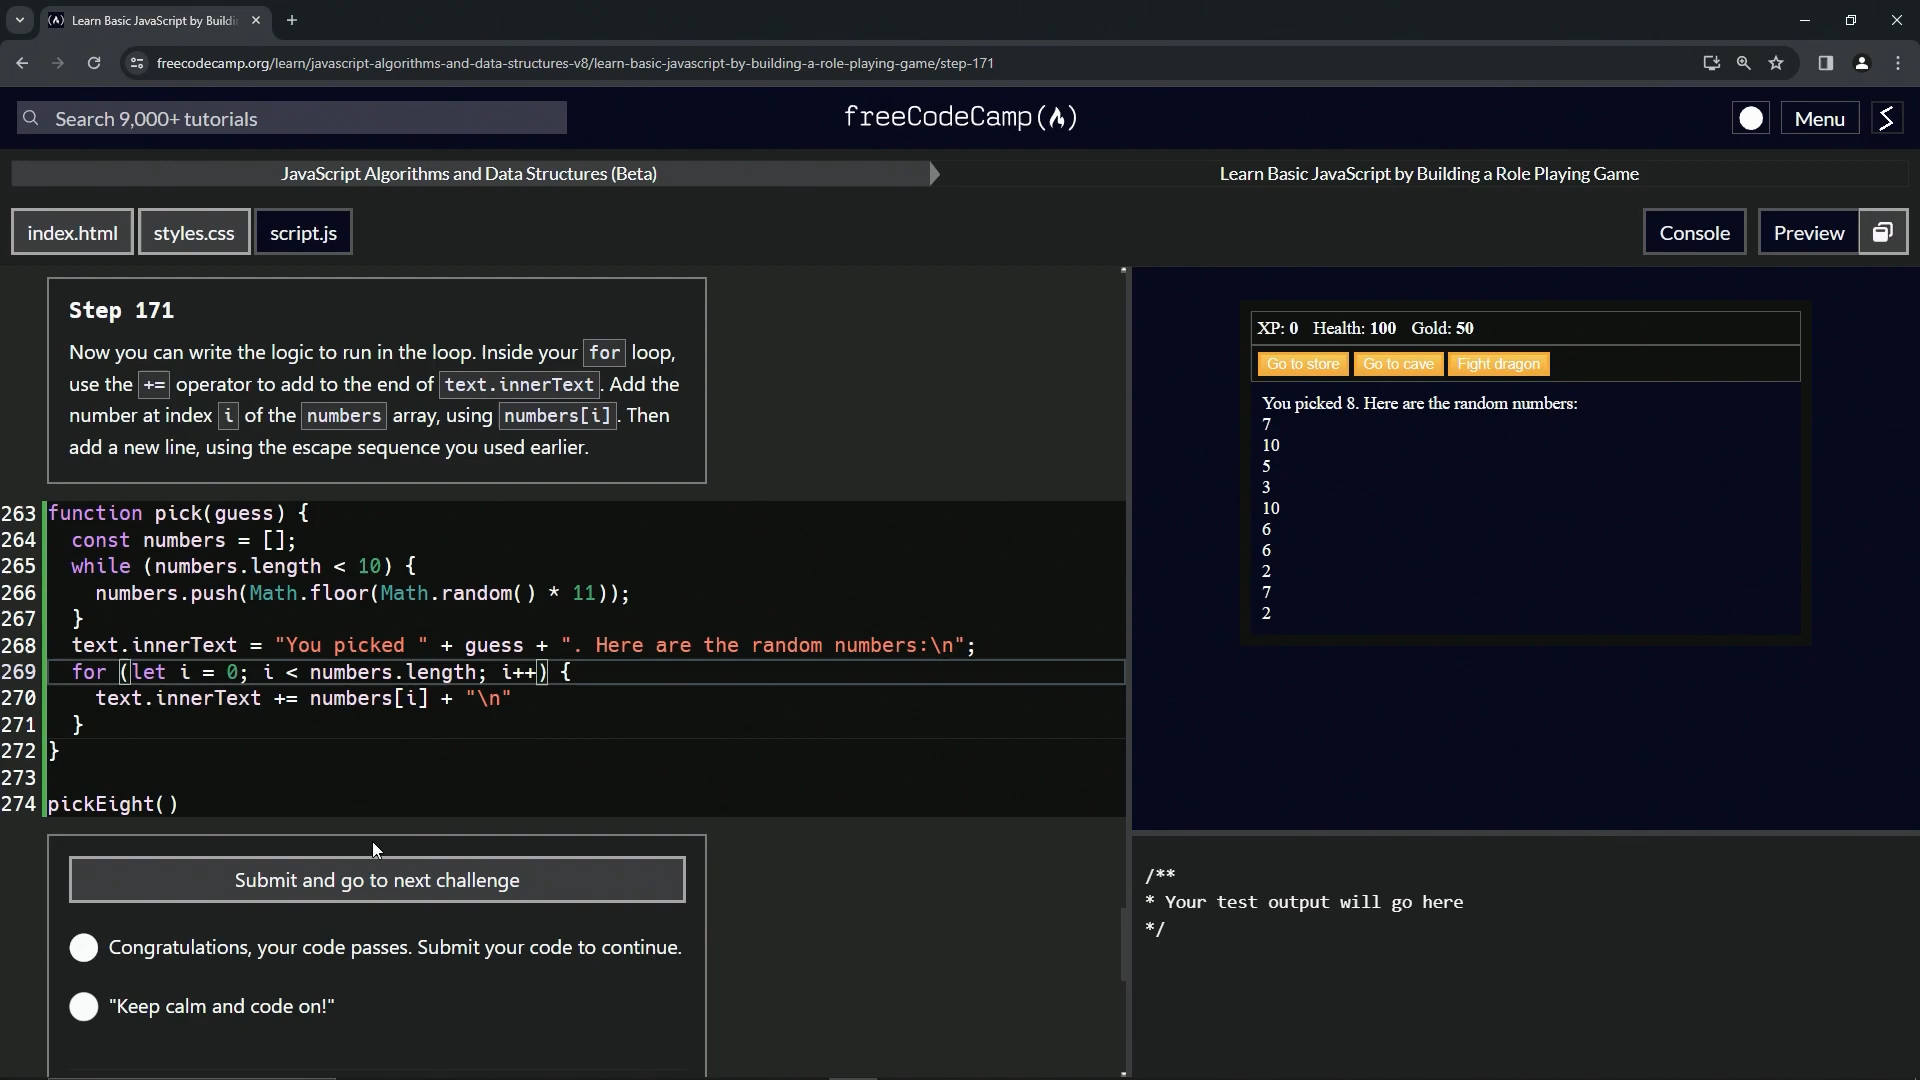 Learn Basic JavaScript by Buildi
freecodecamp.org/learn/javascript-algorithms-and-data-structures-v8/learn-basic-javascript-by-building-a-role-playing-game/step-171
Search 9,000+ tutorials
freeCodeCamp
Menu
JavaScript Algorithms and Data Structures (Beta)
Learn Basic JavaScript by Building a Role Playing Game
index.html
styles.css
script.js
Console
Preview
Step 171
Now you can write the logic to run in the loop. Inside your for loop,
use the += operator to add to the end of text.innerText. Add the
number at index i of the numbers array, using numbers[i]. Then
add a new line, using the escape sequence you used earlier.
263 function pick(guess) {
264   const numbers = [];
265   while (numbers.length < 10) {
266     numbers.push(Math.floor(Math.random() * 11));
267   }
268   text.innerText = "You picked " + guess + ". Here are the random numbers:\n";
269   for (let i = 0; i < numbers.length; i++) {
270     text.innerText += numbers[i] + "\n"
271   }
272 }
273
274 pickEight()
Submit and go to next challenge
Congratulations, your code passes. Submit your code to continue.
"Keep calm and code on!"
XP: 0 Health: 100 Gold: 50
Go to store Go to cave Fight dragon
You picked 8. Here are the random numbers:
7
10
5
3
10
6
6
2
7
2
/**
* Your test output will go here
*/